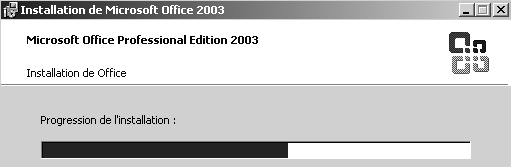 Installation de Microsoft Office 2003
Microsoft Office Professional Edition 2003
Installation de Office
Progression de l'installation :